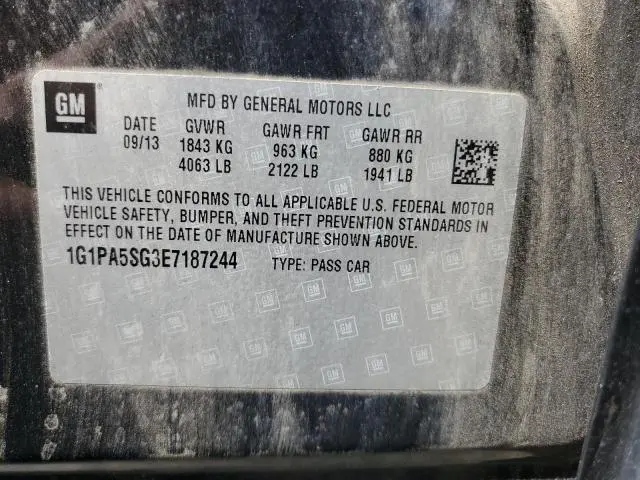 GM
MFD BY GENERAL MOTORS LLC
DATE GVWR GAWR FRT GAWR RR
09/13 1843 KG 963 KG 880 KG
4063 LB 2122 LB 1941 LB
THIS VEHICLE CONFORMS TO ALL APPLICABLE U.S. FEDERAL MOTOR
VEHICLE SAFETY, BUMPER, AND THEFT PREVENTION STANDARDS IN
EFFECT ON THE DATE OF MANUFACTURE SHOWN ABOVE.
1G1PA5SG3E7187244 TYPE: PASS CAR